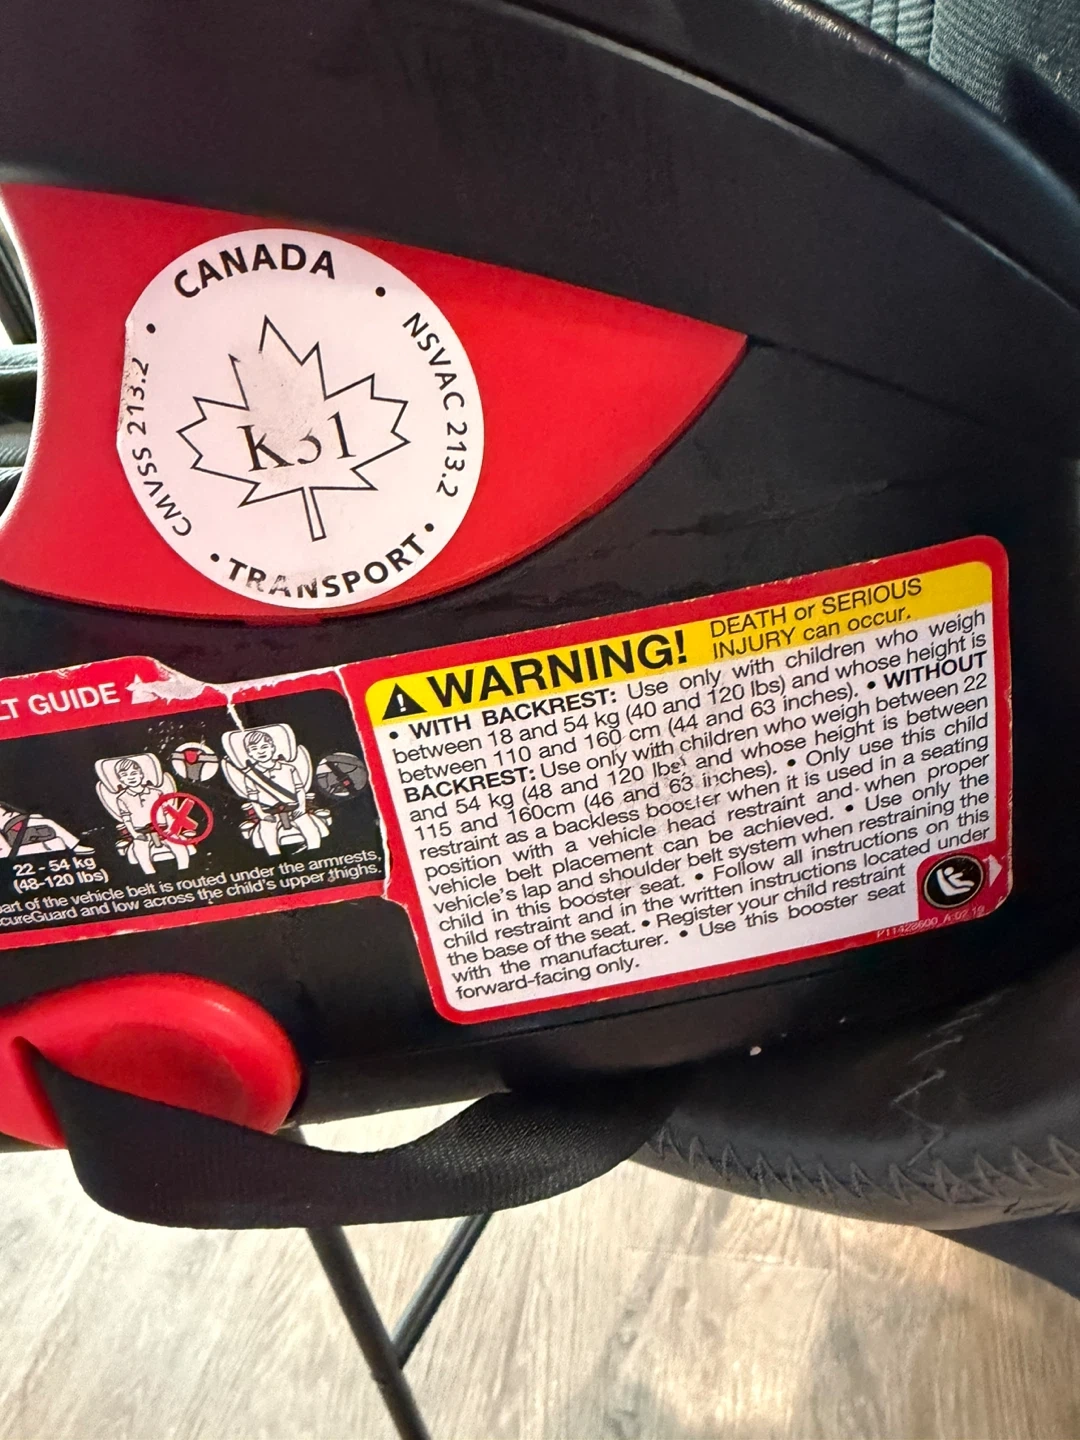 CANADA
NSVAC 213.2
TRANSPORT
CMVSS 213.2
LT GUIDE
22 - 54 kg
(48-120 lbs)
part of the vehicle belt is routed under the armrests,
cureGuard and low across the child's upper thighs.
WARNING!
DEATH or SERIOUS
INJURY can occur.
• WITH BACKREST: Use only with children who weigh
between 18 and 54 kg (40 and 120 lbs) and whose height is
between 110 and 160 cm (44 and 63 inches). • WITHOUT
BACKREST: Use only with children who weigh between 22
and 54 kg (48 and 120 lbs) and whose height is between
115 and 160cm (46 and 63 inches). • Only use this child
restraint as a backless booster when it is used in a seating
position with a vehicle head restraint and when proper
vehicle belt placement can be achieved. • Use only the
vehicle's lap and shoulder belt system when restraining the
child in this booster seat. • Follow all instructions on this
child restraint and in the written instructions located under
the base of the seat. • Register your child restraint
with the manufacturer. • Use this booster seat
forward-facing only.